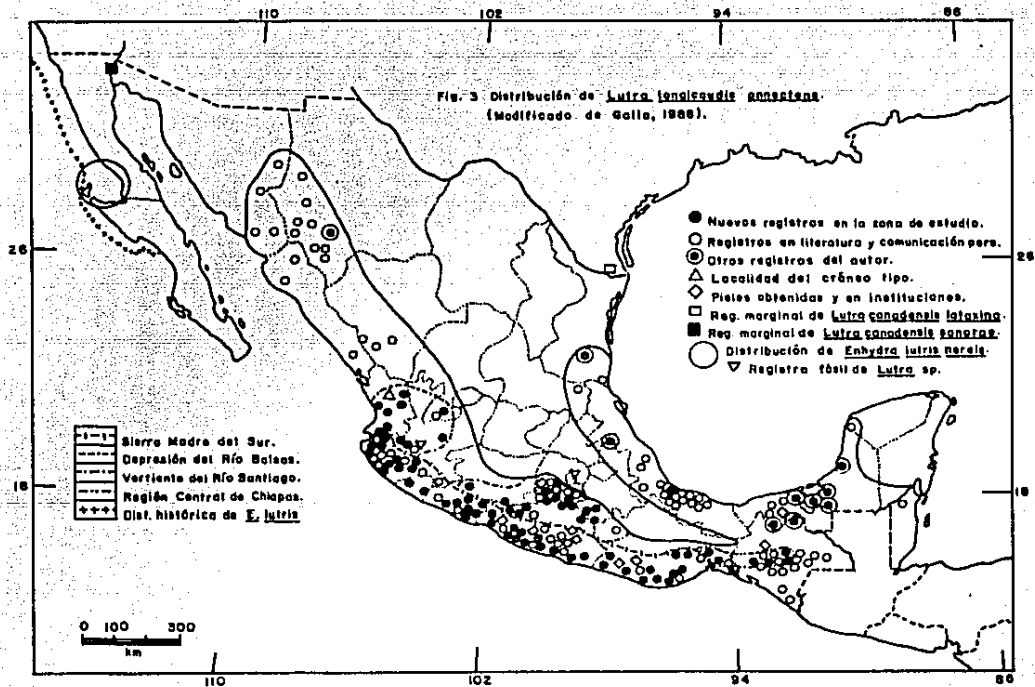 110 102 94 86
Fig. 3 Distribución de Lutra longicaudis annectens.
(Modificado de Gallo, 1986).
Nuevos registros en la zona de estudio.
Registros en literatura y comunicación pers.
Otros registros del autor.
Localidad del cráneo tipo.
Pieles obtenidas y en instituciones.
Reg. marginal de Lutra canadensis lataxina.
Reg. marginal de Lutra canadensis sonorae.
Distribución de Enhydra lutris nereis.
Registro fósil de Lutra sp.
26 26
18 18
Sierra Madre del Sur.
Depresión del Río Balsas.
Vertiente del Río Santiago.
Región Central de Chiapas.
Dist. histórica de E. lutris
0 100 300
km
110 102 94 86